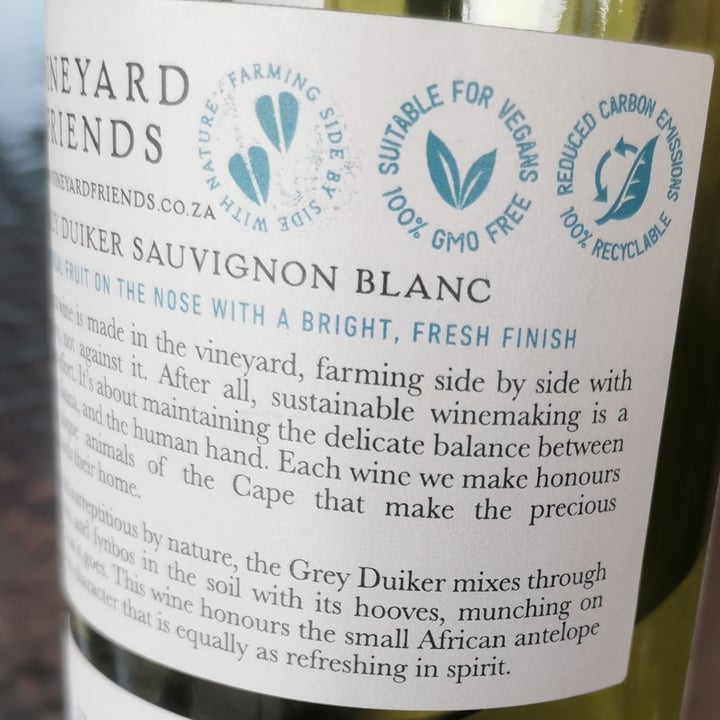 VINEYARD
FRIENDS
VINEYARDFRIENDS.CO.ZA
FARMING SIDE BY SIDE WITH NATURE
SUITABLE FOR VEGANS
100% GMO FREE
REDUCED CARBON EMISSIONS
100% RECYCLABLE
GREY DUIKER SAUVIGNON BLANC
FRUIT ON THE NOSE WITH A BRIGHT, FRESH FINISH
wine is made in the vineyard, farming side by side with
not against it. After all, sustainable winemaking is a
It's about maintaining the delicate balance between
and the human hand. Each wine we make honours
animals of the Cape that make the precious
their home.
surreptitious by nature, the Grey Duiker mixes through
and fynbos in the soil with its hooves, munching on
goes. This wine honours the small African antelope
character that is equally as refreshing in spirit.